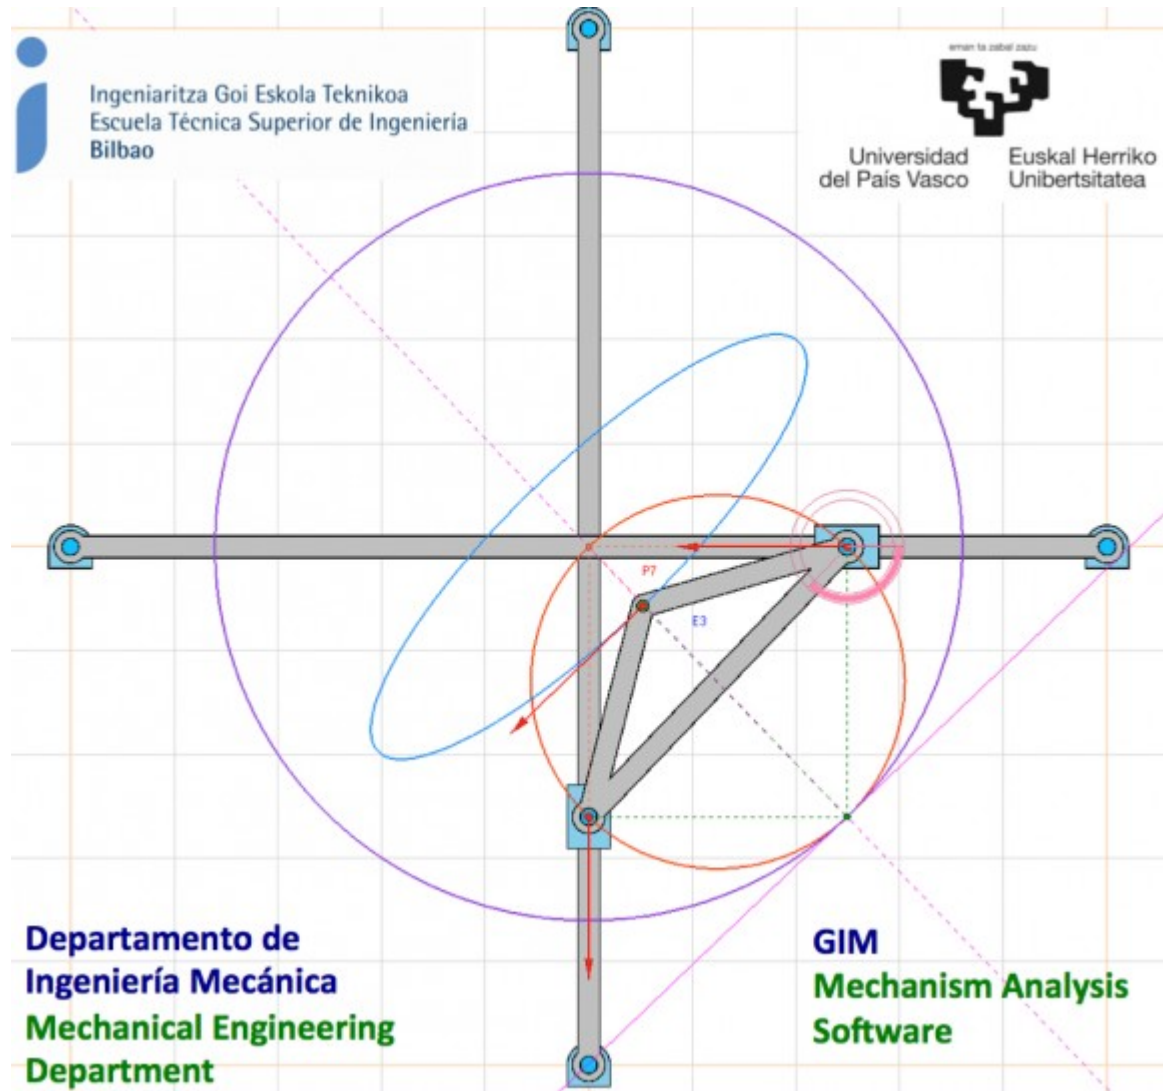 Ingeniaritza Goi Eskola Teknikoa
Escuela Técnica Superior de Ingeniería
Bilbao
eman ta zabal zazu
Universidad
del País Vasco
Euskal Herriko
Unibertsitatea
P7
E3
Departamento de
Ingeniería Mecánica
Mechanical Engineering
Department
GIM
Mechanism Analysis
Software